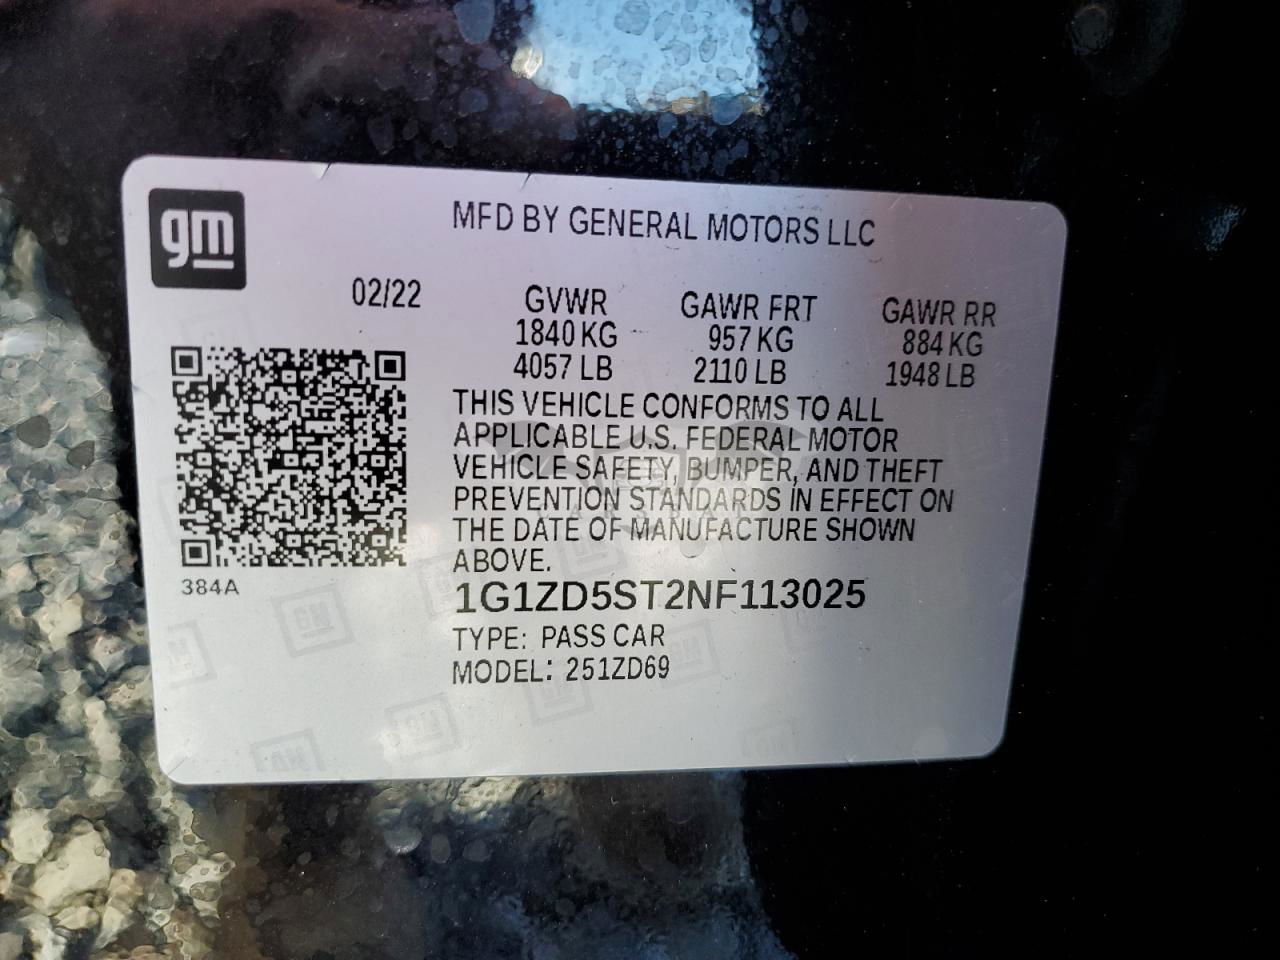 gm
MFD BY GENERAL MOTORS LLC
02/22
GVWR GAWR FRT GAWR RR
1840 KG 957 KG 884 KG
4057 LB 2110 LB 1948 LB
THIS VEHICLE CONFORMS TO ALL
APPLICABLE U.S. FEDERAL MOTOR
VEHICLE SAFETY, BUMPER, AND THEFT
PREVENTION STANDARDS IN EFFECT ON
THE DATE OF MANUFACTURE SHOWN
ABOVE.
384A
1G1ZD5ST2NF113025
TYPE: PASS CAR
MODEL: 251ZD69